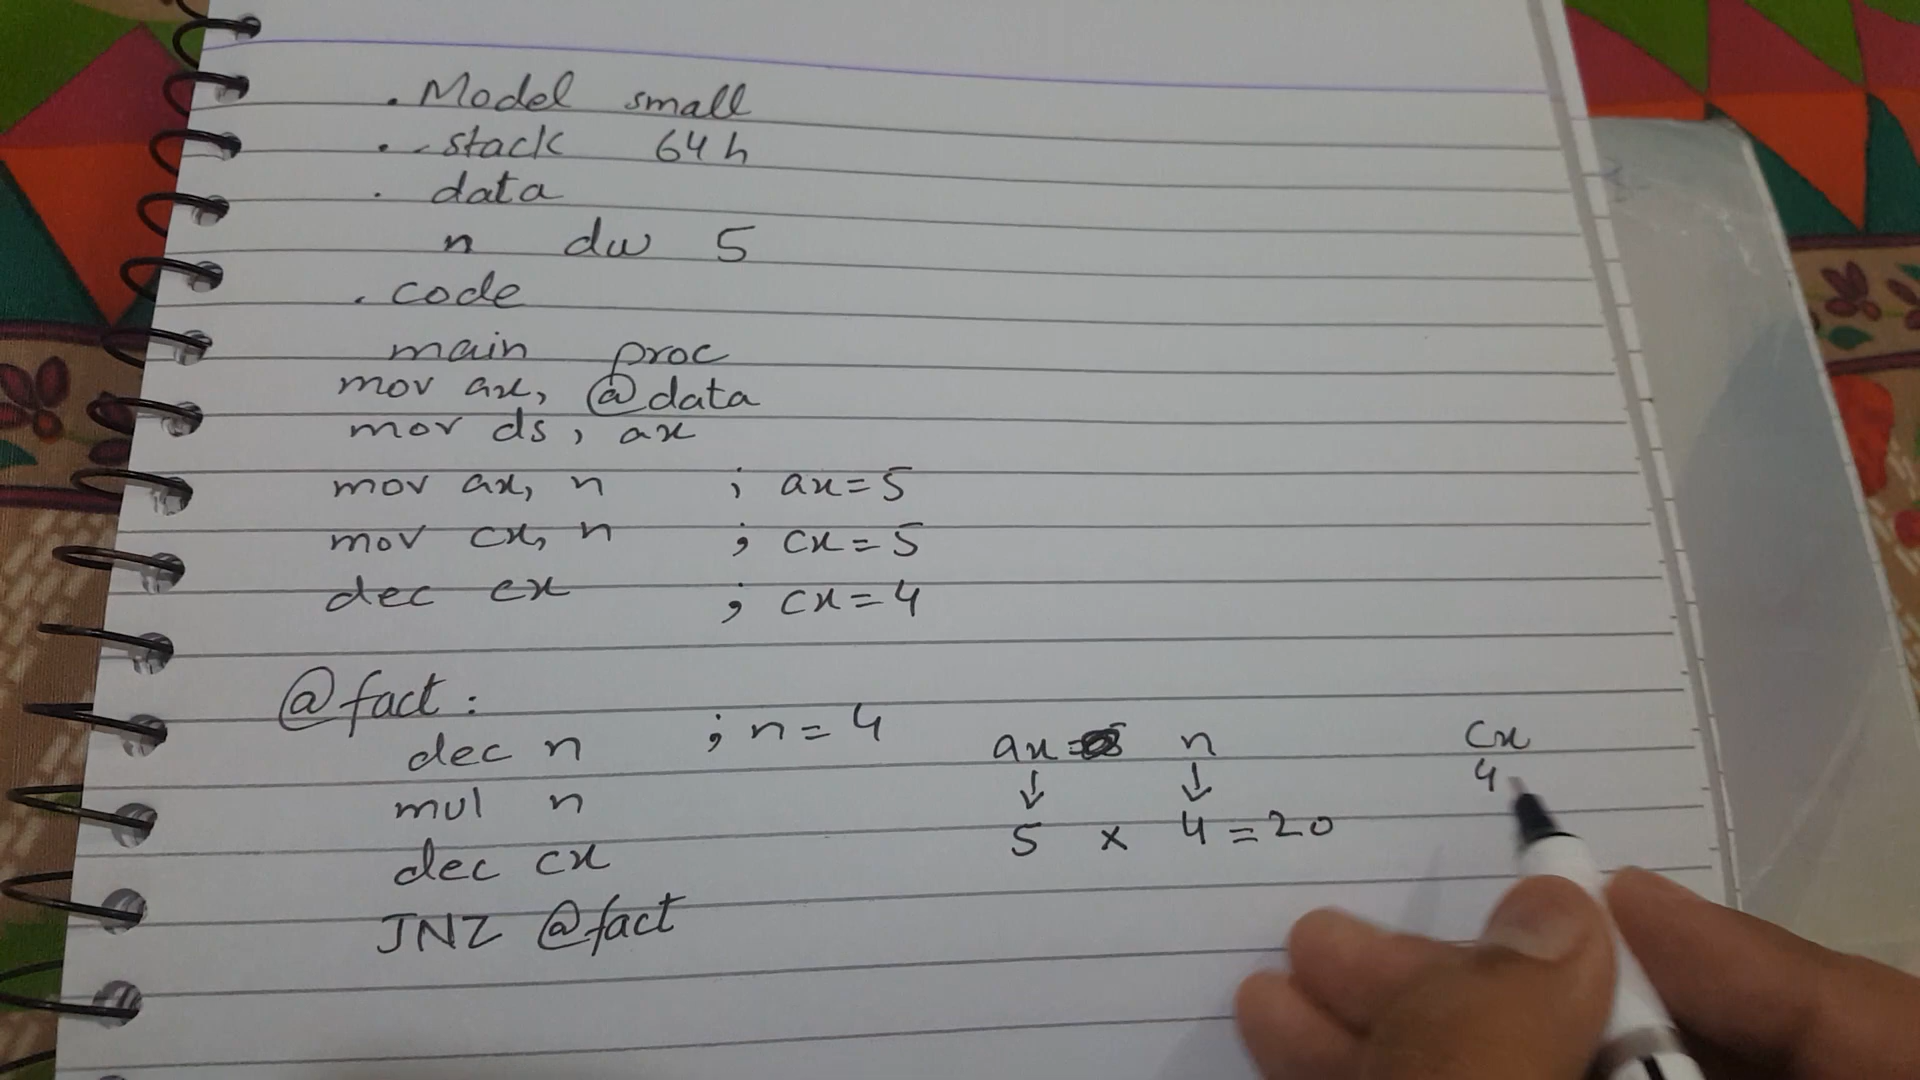 . Model small
. stack 64h
. data
n dw 5
. code
main proc
mov ax, @data
mov ds, ax
mov ax, n ; ax=5
mov cx, n ; cx=5
dec cx ; cx=4
@fact:
dec n ; n=4 ax= n cx
mul n ↓ ↓ 4
dec cx 5 x 4 = 20
JNZ @fact